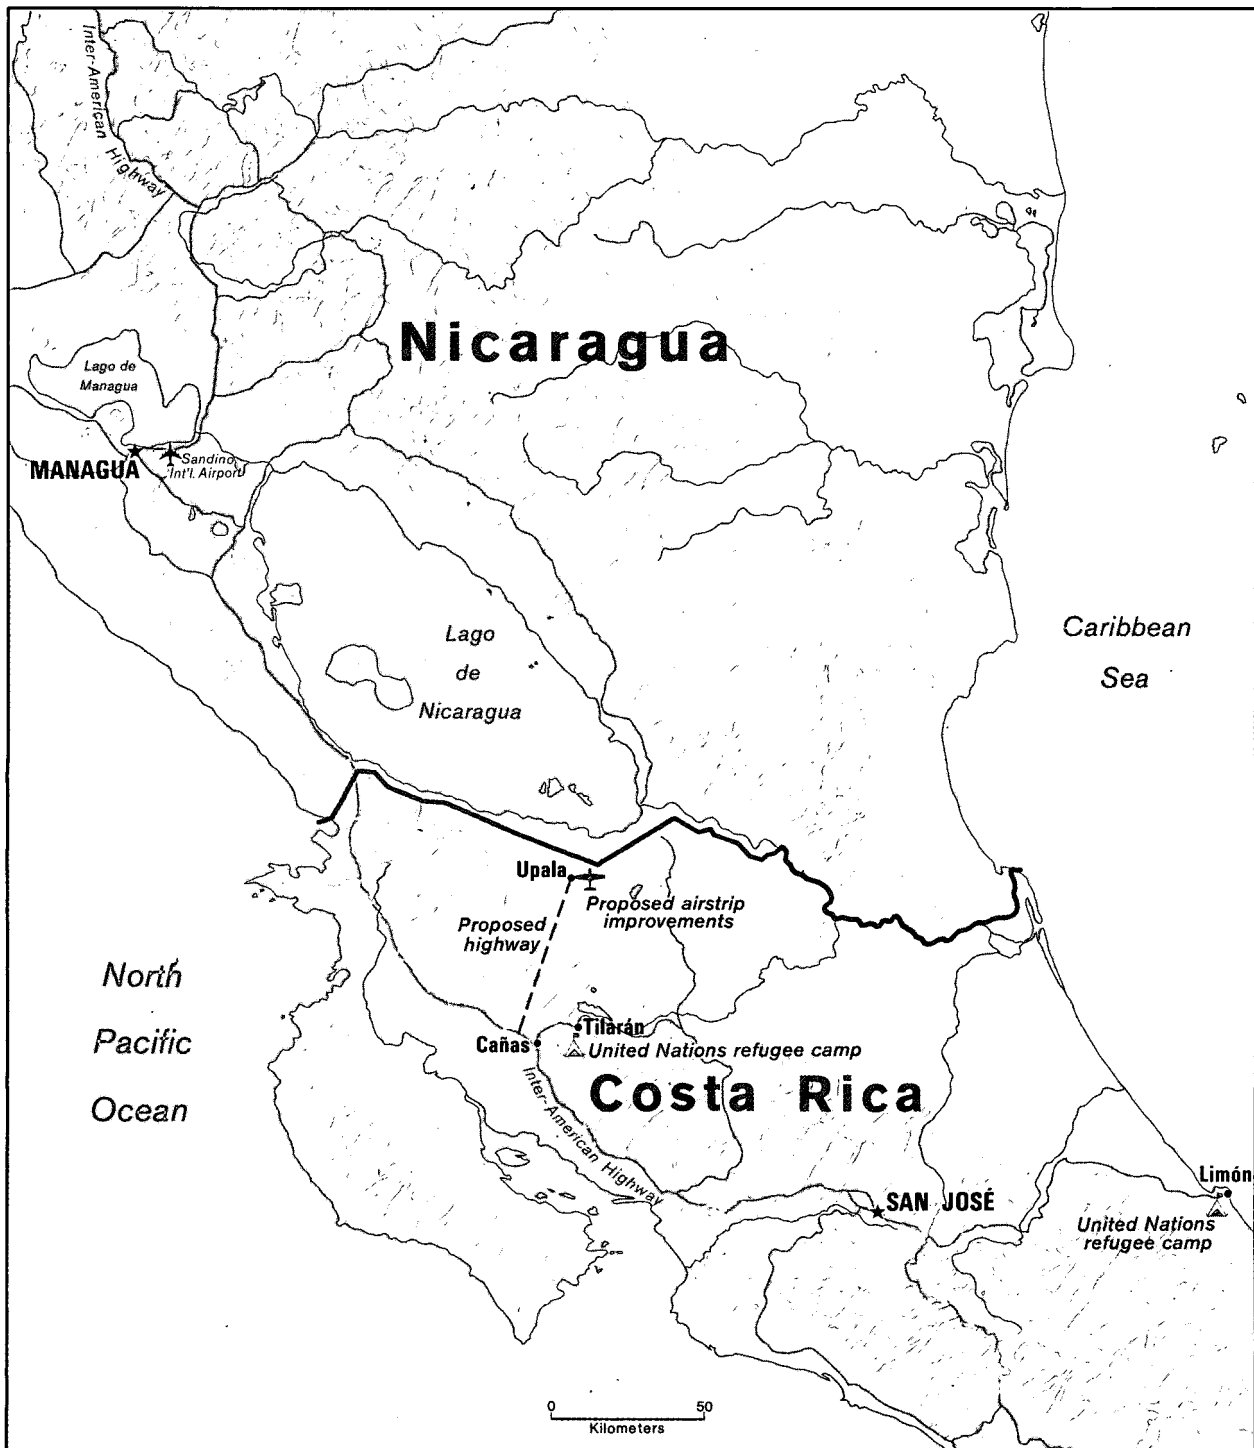 Inter-American Highway
Nicaragua
Lago de
Managua
MANAGUA
Sandino
Int'l. Airport
Lago
de
Nicaragua
Caribbean
Sea
Upala
Proposed airstrip
improvements
Proposed
highway
North
Pacific
Ocean
Cañas
Tilarán
United Nations refugee camp
Costa Rica
Inter-American Highway
SAN JOSÉ
Limón
United Nations
refugee camp
0 50
Kilometers